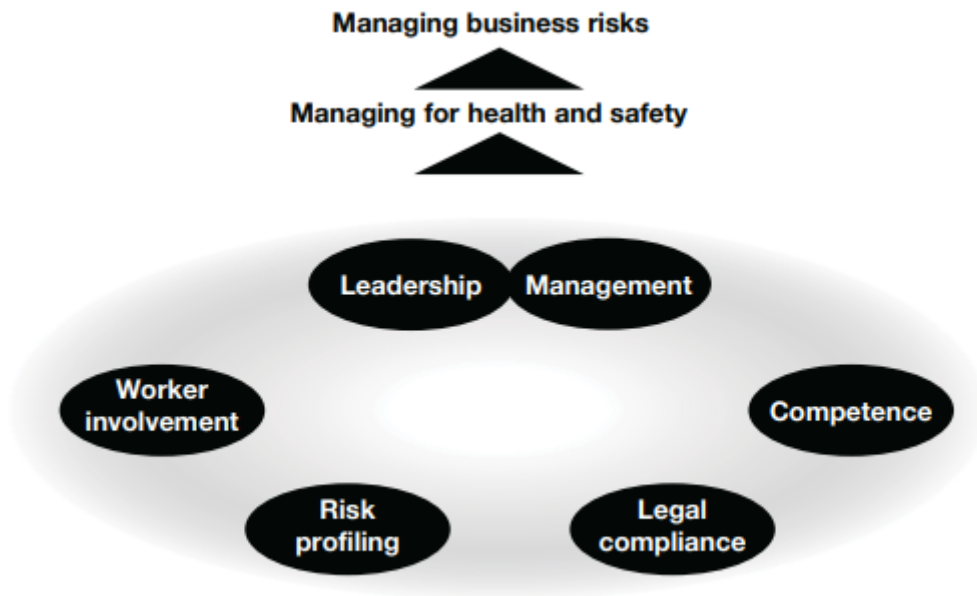 Managing business risks
Managing for health and safety
Leadership
Management
Worker
involvement
Competence
Risk
profiling
Legal
compliance